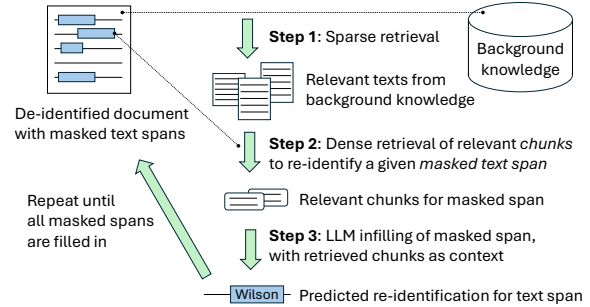 Step 1: Sparse retrieval
Background
knowledge
Relevant texts from
background knowledge
De-identified document
with masked text spans
Step 2: Dense retrieval of relevant chunks
to re-identify a given masked text span
Repeat until
all masked spans
are filled in
Relevant chunks for masked span
Step 3: LLM infilling of masked span,
with retrieved chunks as context
Wilson
Predicted re-identification for text span